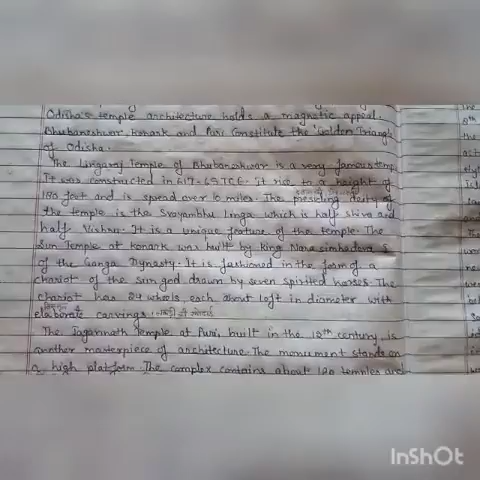 Odisha's temple architecture holds a magnetic appeal.
Bhubaneshwar, Konark and Puri Constitute the 'Golden Triangle
of Odisha.
The Lingaraj Temple of Bhubaneshwar is a very famous temp
It was constructed in 617-657CE. It rise to a height of
180 foot and is spread over 10 miles. The presiding deity of
the temple is the Svayambhu Linga which is half shiva and
half Vishnu. It is a unique feature of the temple. The
Sun Temple at Konark was built by King Narasimhadeva
of the Ganga Dynasty. It is fashioned in the form of a
chariot of the sun god drawn by seven spirited horses. The
chariot has 24 wheels, each about 10ft in diameter with
elaborate carvings.
The Jagannath Temple at Puri, built in the 12th century, is
another masterpiece of architecture. The monument stands on
a high platform. The complex contains about 120 temples and
InShOt